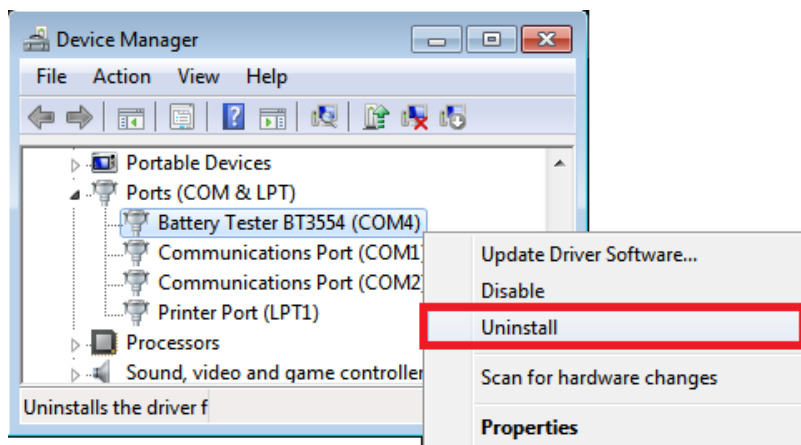 Device Manager
File Action View Help
Portable Devices
Ports (COM & LPT)
Battery Tester BT3554 (COM4)
Communications Port (COM1
Communications Port (COM2
Printer Port (LPT1)
Processors
Sound, video and game controller
Uninstalls the driver f
Update Driver Software...
Disable
Uninstall
Scan for hardware changes
Properties